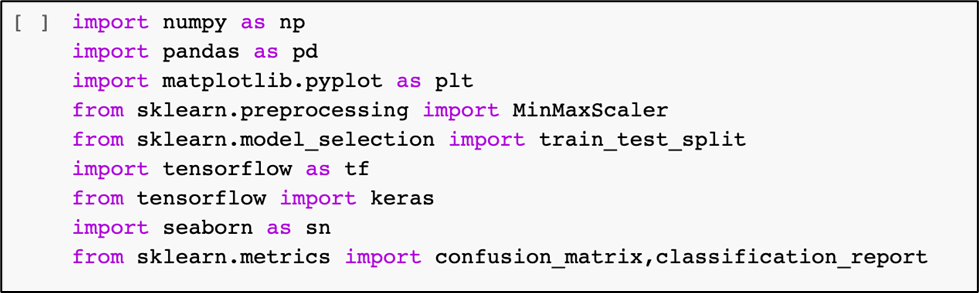 [ ] import numpy as np
import pandas as pd
import matplotlib.pyplot as plt
from sklearn.preprocessing import MinMaxScaler
from sklearn.model_selection import train_test_split
import tensorflow as tf
from tensorflow import keras
import seaborn as sn
from sklearn.metrics import confusion_matrix,classification_report